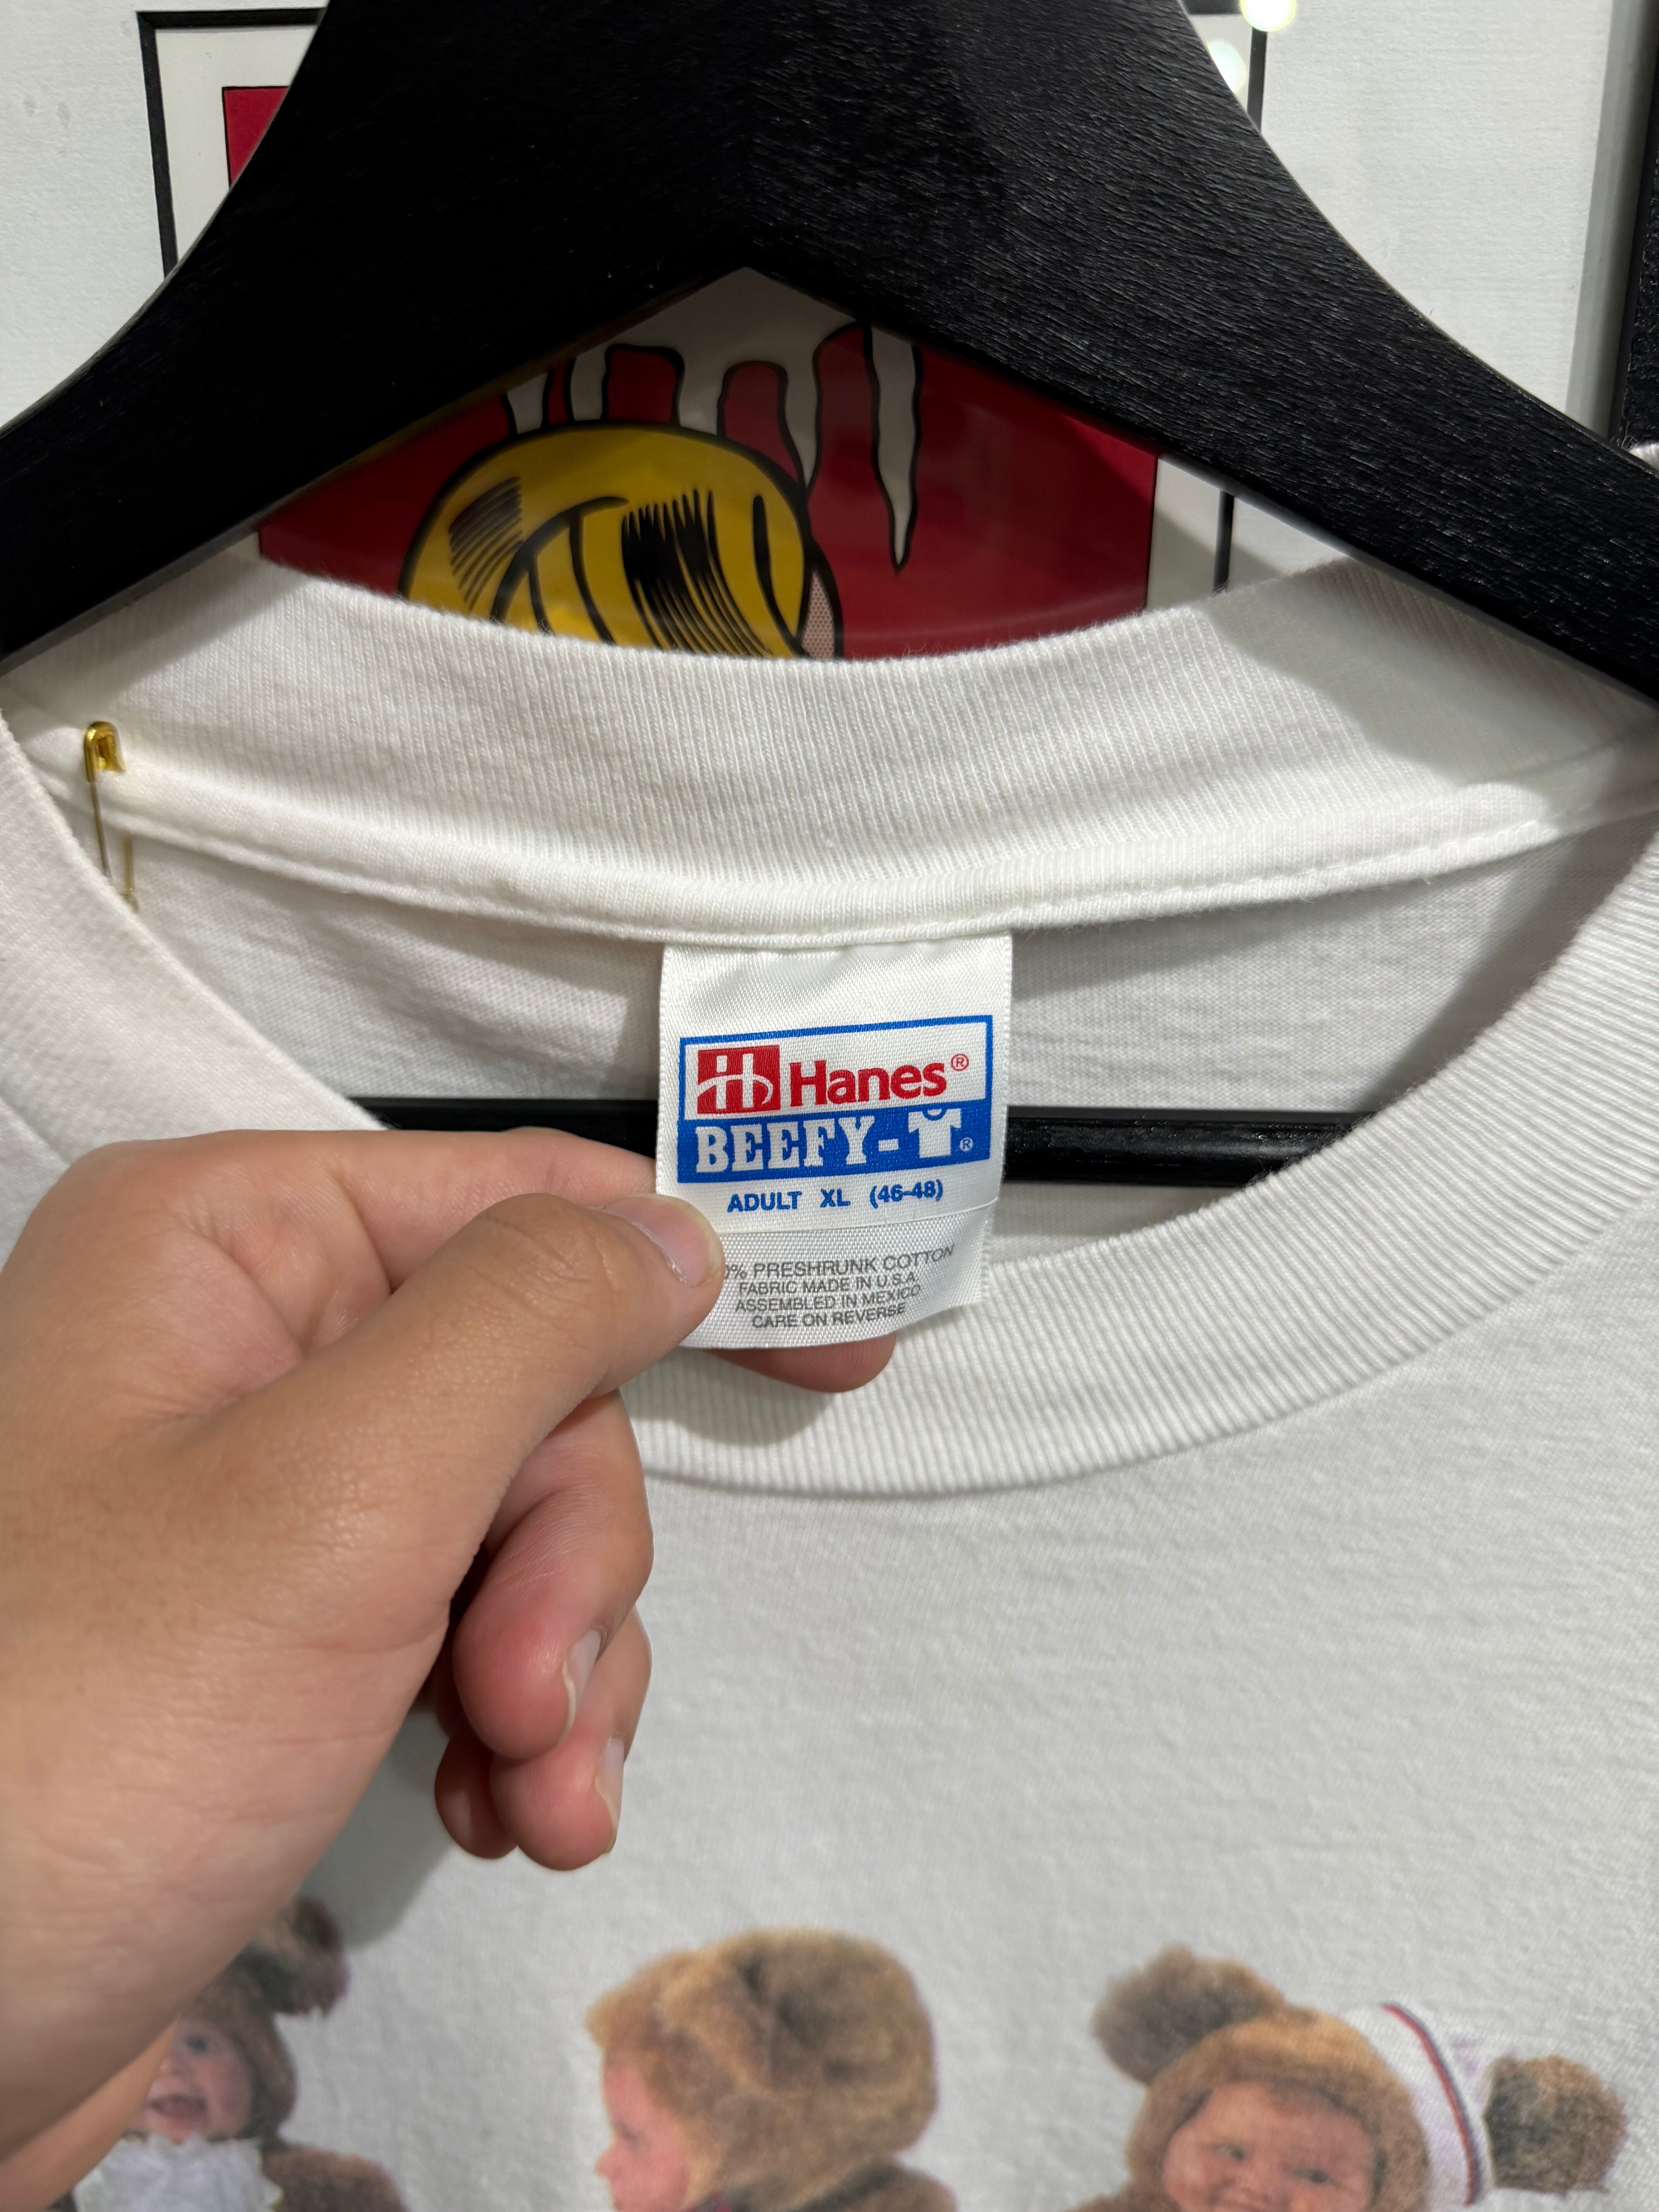 Hanes®
BEEFY-T®
ADULT XL (46-48)
% PRESHRUNK COTTON
FABRIC MADE IN U.S.A.
ASSEMBLED IN MEXICO
CARE ON REVERSE